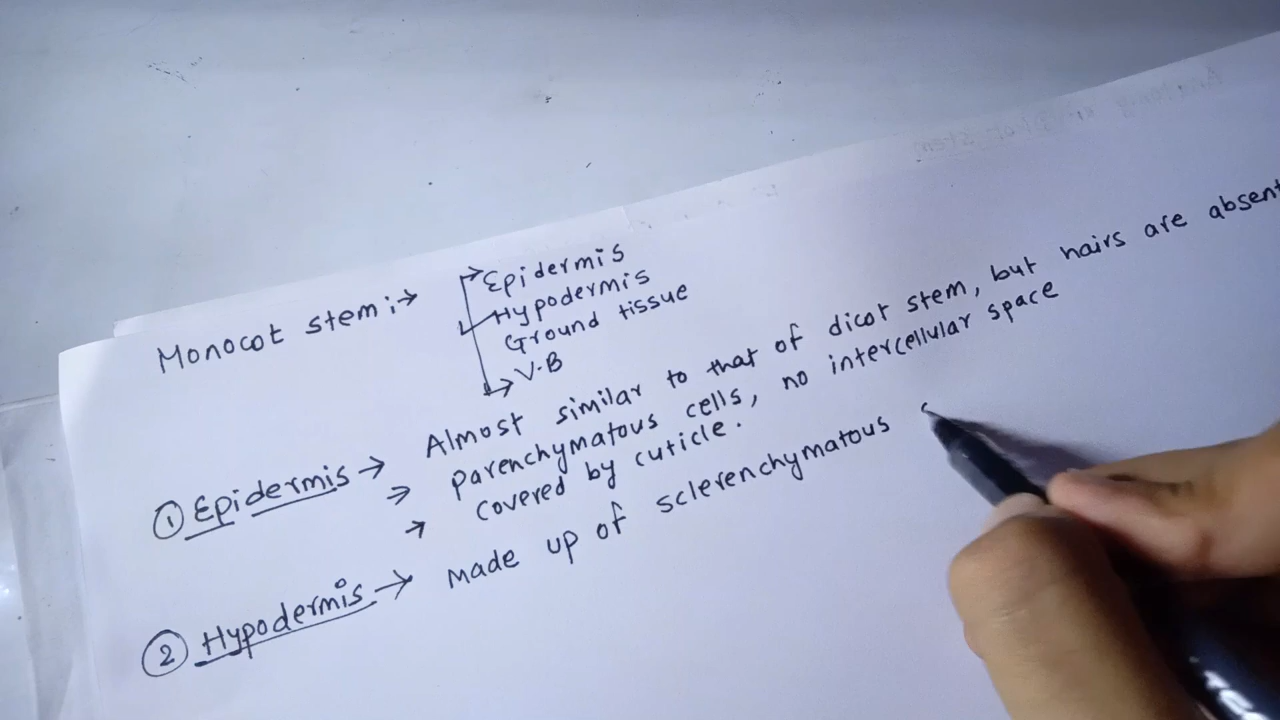 Monocot stem :→ Epidermis
Hypodermis
Ground tissue
V.B
① Epidermis → Almost similar to that of dicot stem, but hairs are absent
→ parenchymatous cells, no intercellular space
→ covered by cuticle.
② Hypodermis → Made up of sclerenchymatous